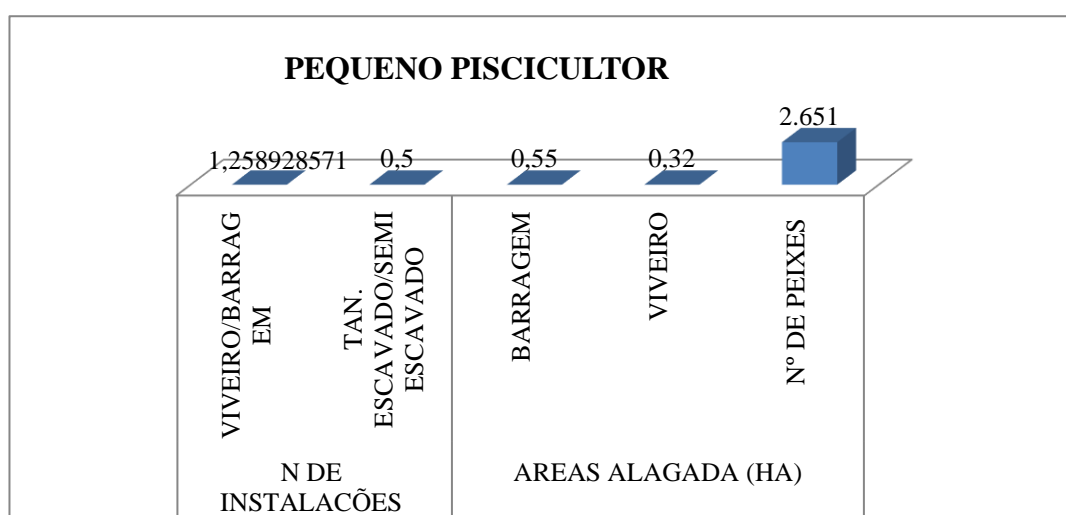 PEQUENO PISCICULTOR
1,258928571
0,5
0,55
0,32
2.651
VIVEIRO/BARRAG
EM
TAN.
ESCAVADO/SEMI
ESCAVADO
BARRAGEM
VIVEIRO
Nº DE PEIXES
N DE
INSTALACÕES
AREAS ALAGADA (HA)